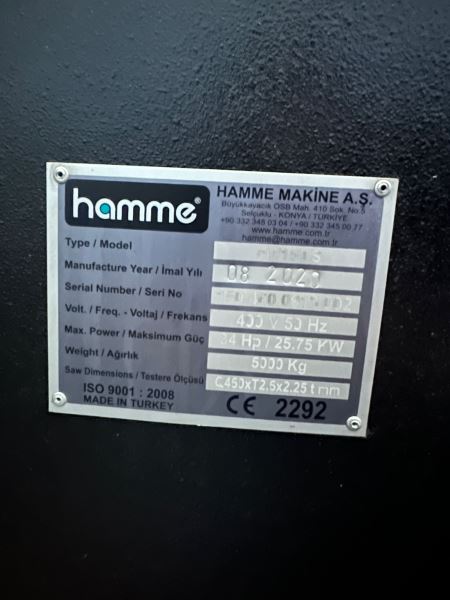 hamme®
HAMME MAKİNE A.Ş.
Büyükkayacık OSB Mah. 410 Sok. No:5
Selçuklu - KONYA / TÜRKİYE
+90 332 345 03 04 / +90 332 345 00 77
www.hamme.com.tr
hamme@hamme.com.tr
Type / Model
Manufacture Year / İmal Yılı 08 2020
Serial Number / Seri No
Volt. / Freq. - Voltaj / Frekans 400 V 50 Hz
Max. Power / Maksimum Güç 34 Hp / 25.75 KW
Weight / Ağırlık 5000 Kg
Saw Dimensions / Testere Ölçüsü Ç450xT2.5x2.25 t mm
ISO 9001 : 2008
MADE IN TURKEY
CE 2292